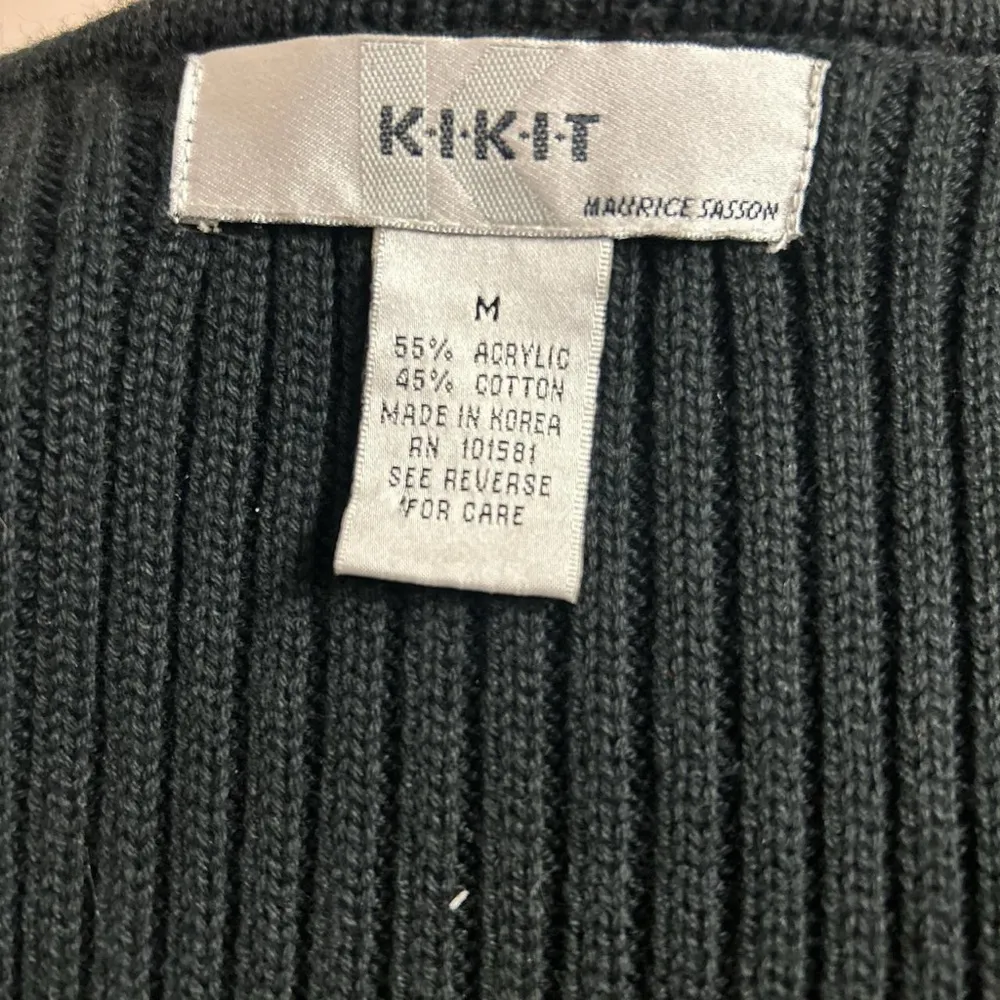 K·I·K·I·T
MAURICE SASSON
M
55% ACRYLIC
45% COTTON
MADE IN KOREA
RN 101581
SEE REVERSE
FOR CARE